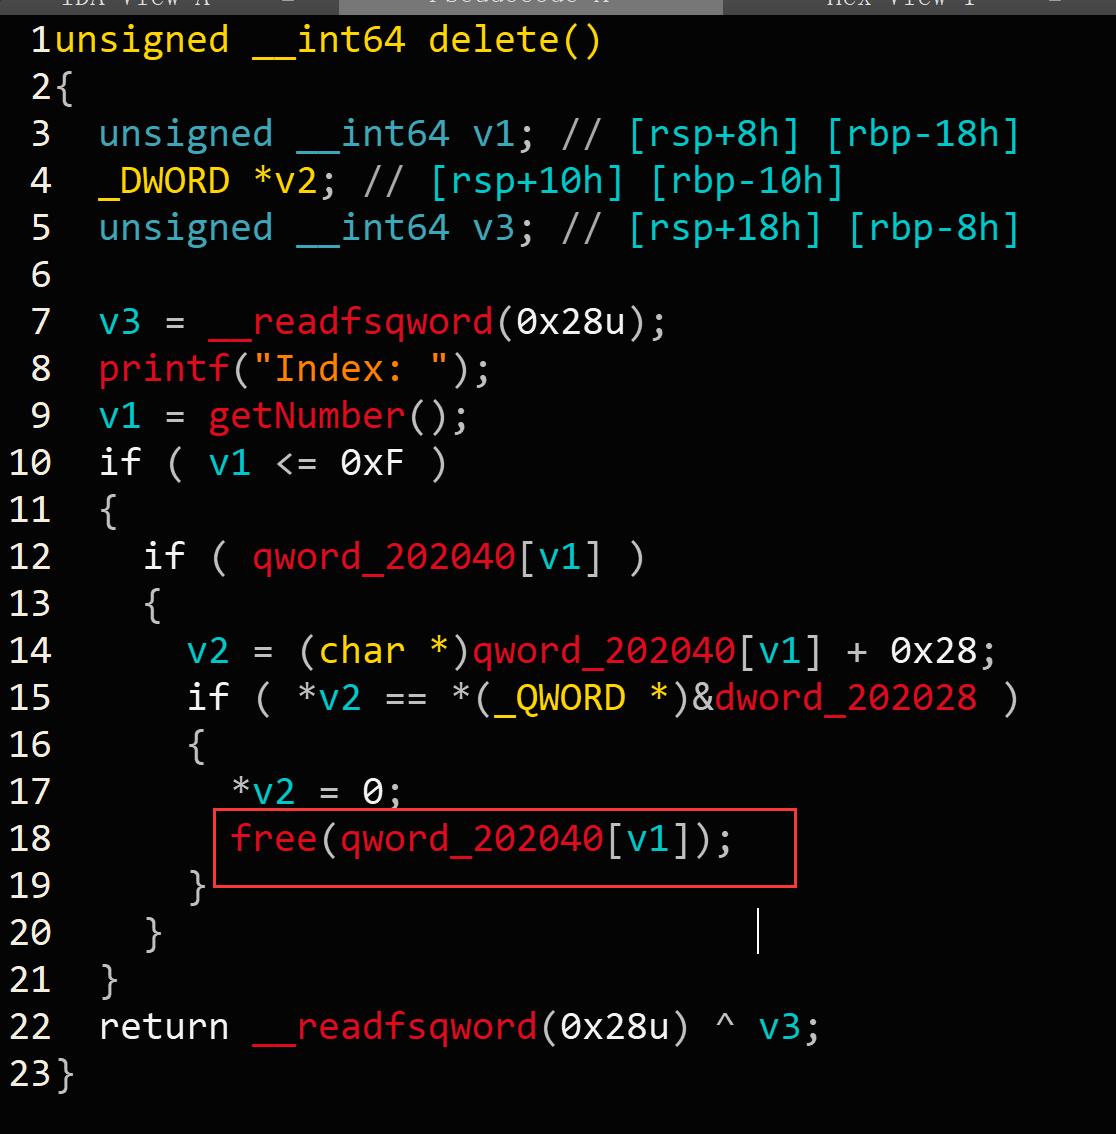 1 unsigned __int64 delete()
2 {
3   unsigned __int64 v1; // [rsp+8h] [rbp-18h]
4   _DWORD *v2; // [rsp+10h] [rbp-10h]
5   unsigned __int64 v3; // [rsp+18h] [rbp-8h]
6
7   v3 = __readfsqword(0x28u);
8   printf("Index: ");
9   v1 = getNumber();
10   if ( v1 <= 0xF )
11   {
12     if ( qword_202040[v1] )
13     {
14       v2 = (char *)qword_202040[v1] + 0x28;
15       if ( *v2 == *(_QWORD *)&dword_202028 )
16       {
17         *v2 = 0;
18         free(qword_202040[v1]);
19       }
20     }
21   }
22   return __readfsqword(0x28u) ^ v3;
23 }